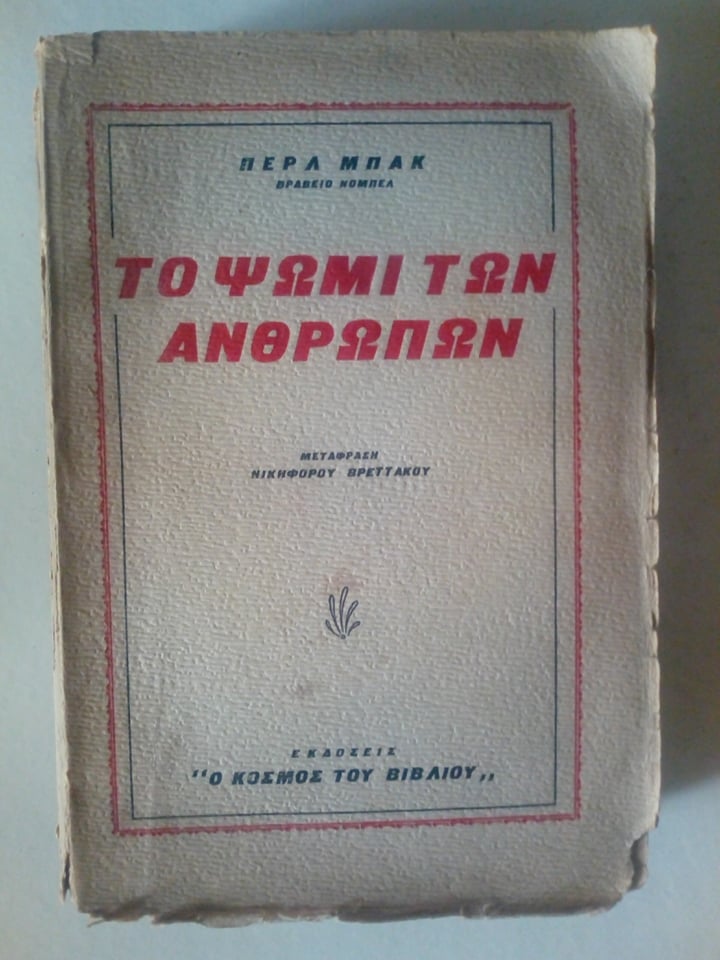 ΠΕΡΛ ΜΠΑΚ
ΒΡΑΒΕΙΟ ΝΟΜΠΕΛ
ΤΟ ΨΩΜΙ ΤΩΝ
ΑΝΘΡΩΠΩΝ
ΜΕΤΑΦΡΑΣΗ
ΝΙΚΗΦΟΡΟΥ ΒΡΕΤΤΑΚΟΥ
ΕΚΔΟΣΕΙΣ
"Ο ΚΟΣΜΟΣ ΤΟΥ ΒΙΒΛΙΟΥ„